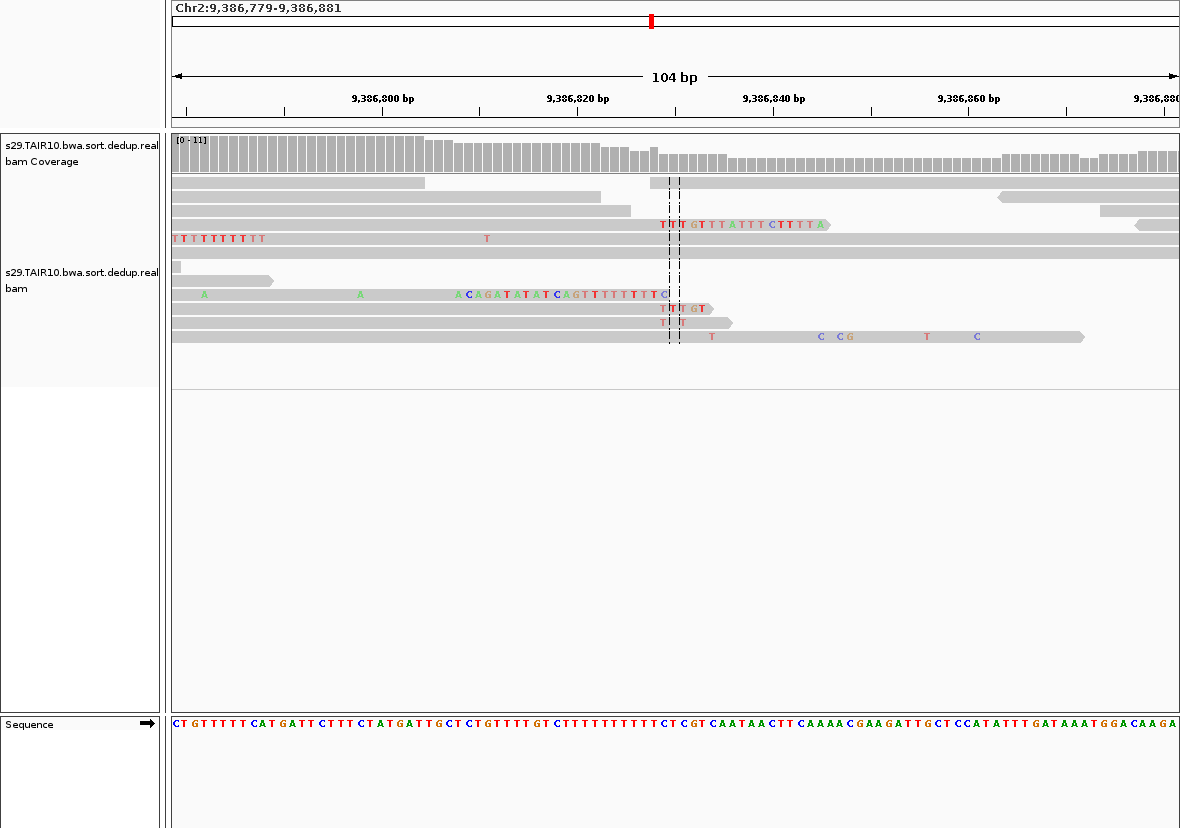 Chr2:9,386,779-9,386,881
104 bp
9,386,800 bp 9,386,820 bp 9,386,840 bp 9,386,860 bp 9,386,880
s29.TAIR10.bwa.sort.dedup.real
bam Coverage
[0 - 11]
TTTGTTTATTTCTTTTA
TTTTTTTTTT T
s29.TAIR10.bwa.sort.dedup.real
bam
A A ACAGATATATCAGTTTTTTTTC
TTTGT
T T
T C CG T C
Sequence
CTGTTTTTCATGATTCTTTCTATGATTGCTCTGTTTTGTCTTTTTTTTTTCTCGTCAATAACTTCAAAACGAAGATTGCTCCATATTTGATAAATGGACAAGA